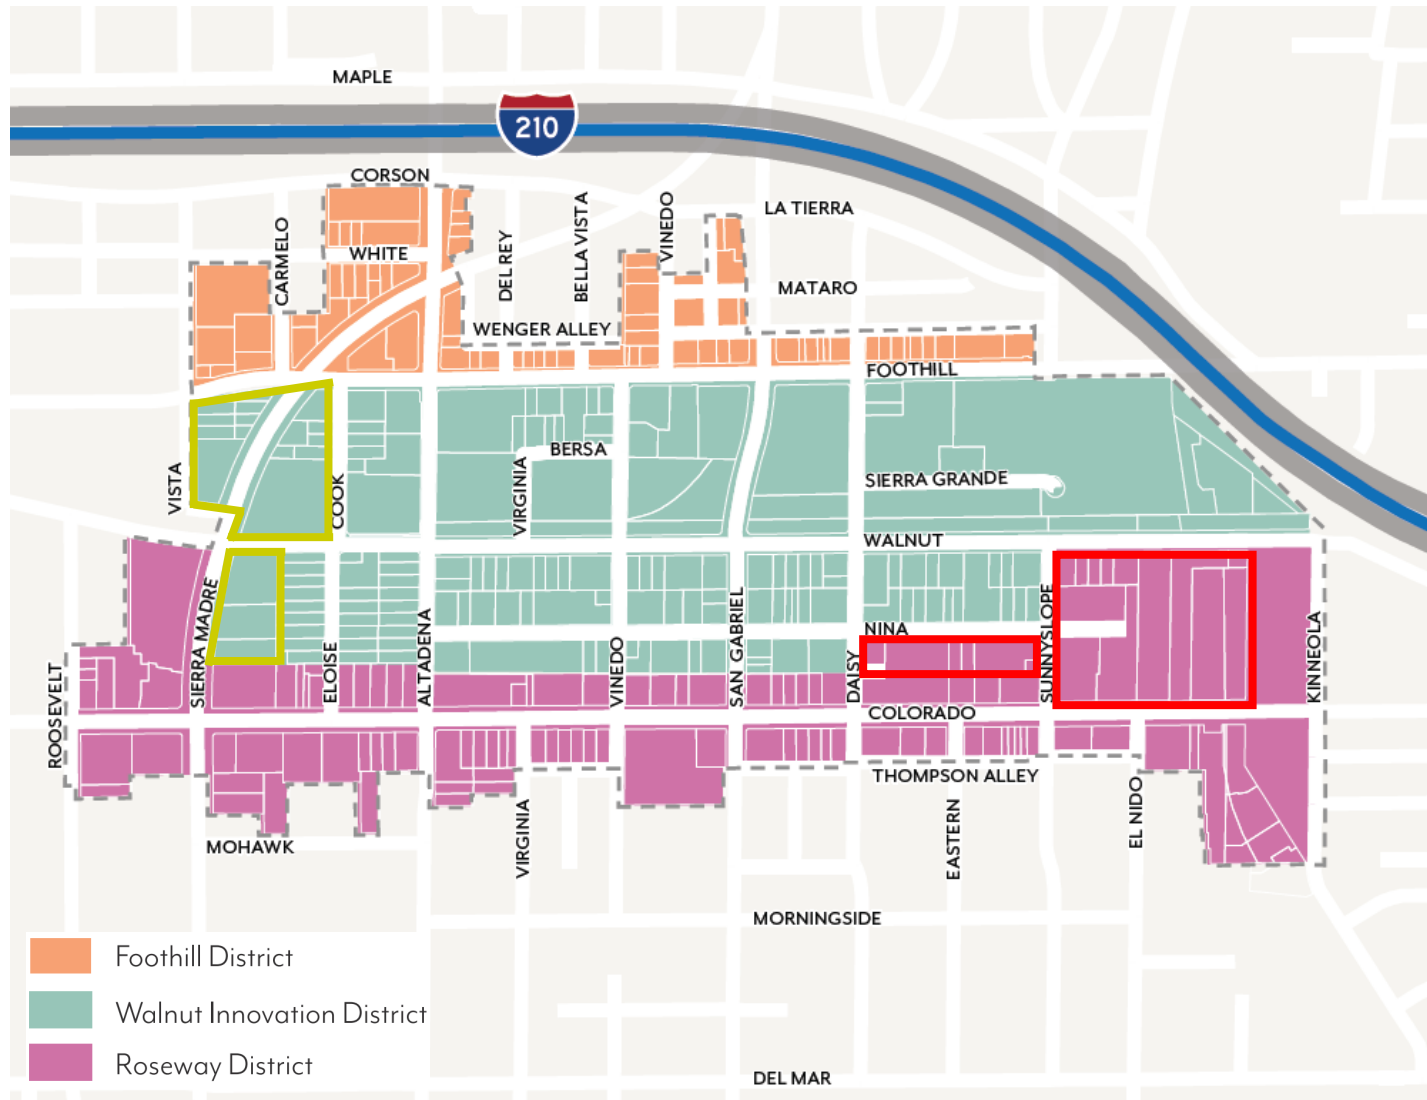 MAPLE
210
CORSON
CARMELO
WHITE
DEL REY
BELLA VISTA
VINEDO
LA TIERRA
MATARO
WENGER ALLEY
FOOTHILL
VISTA
COOK
BERSA
VIRGINIA
SIERRA GRANDE
WALNUT
SIERRA MADRE
ELOISE
ALTADENA
VINEDO
SAN GABRIEL
NINA
DAISY
SUNNYSLOPE
KINNELOA
ROOSEVELT
COLORADO
THOMPSON ALLEY
MOHAWK
VIRGINIA
EASTERN
EL NIDO
MORNINGSIDE
Foothill District
Walnut Innovation District
Roseway District
DEL MAR